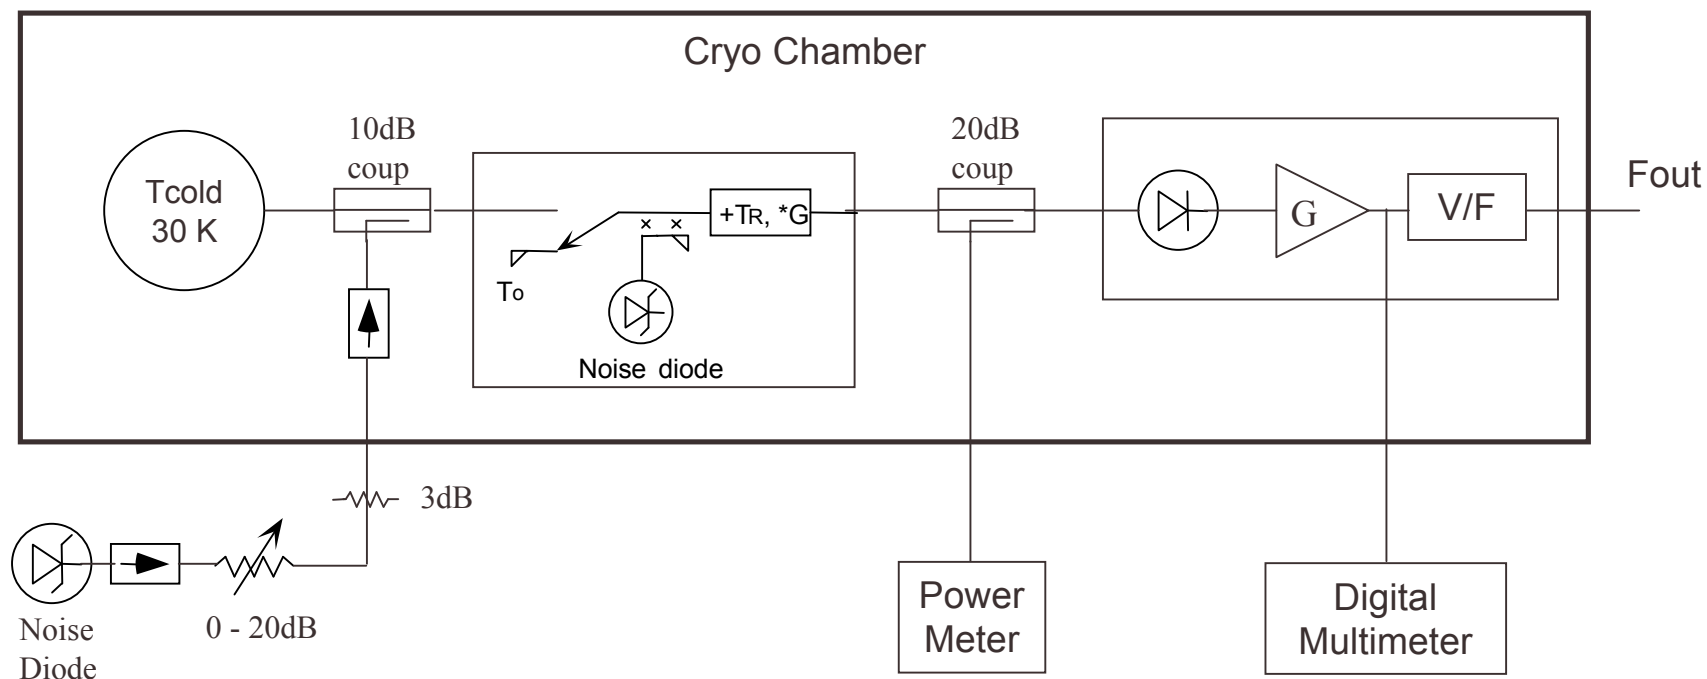 Cryo Chamber
10dB
coup
20dB
coup
Tcold
30 K
+TR, *G
To
Noise diode
G
V/F
Fout
3dB
0 - 20dB
Noise
Diode
Power
Meter
Digital
Multimeter